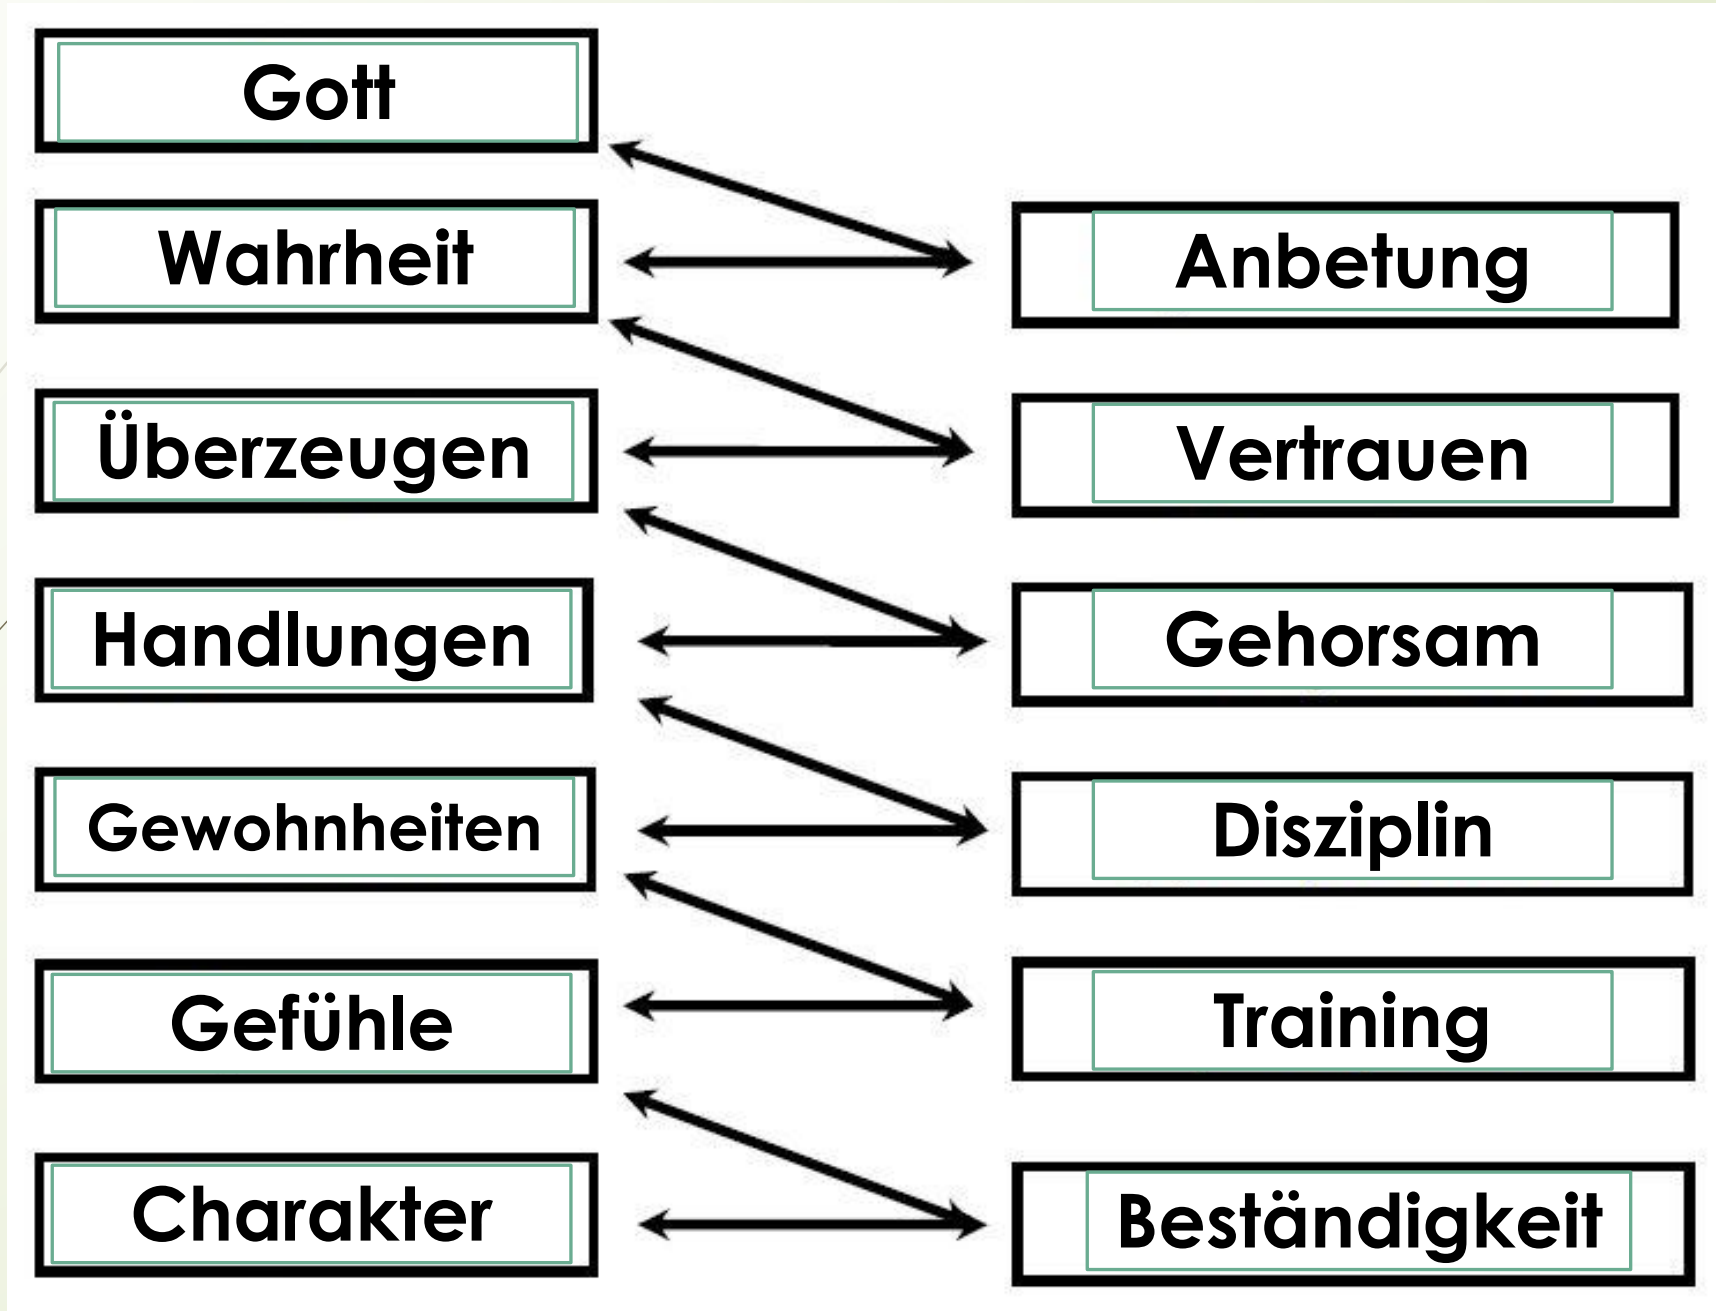 Gott
Wahrheit
Anbetung
Überzeugen
Vertrauen
Handlungen
Gehorsam
Gewohnheiten
Disziplin
Gefühle
Training
Charakter
Beständigkeit